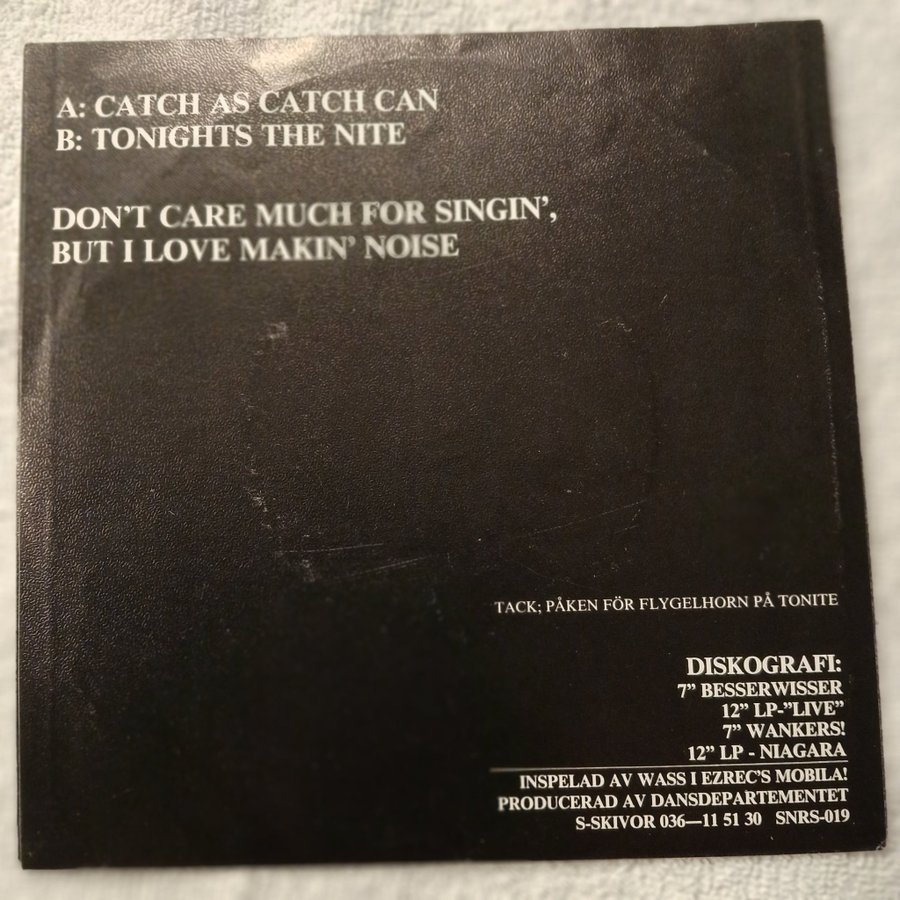 A: CATCH AS CATCH CAN
B: TONIGHTS THE NITE
DON'T CARE MUCH FOR SINGIN',
BUT I LOVE MAKIN' NOISE
TACK; PÅKEN FÖR FLYGELHORN PÅ TONITE
DISKOGRAFI:
7” BESSERWISSER
12” LP-”LIVE”
7” WANKERS!
12” LP - NIAGARA
INSPELAD AV WASS I EZREC'S MOBILA!
PRODUCERAD AV DANSDEPARTEMENTET
S-SKIVOR 036—11 51 30 SNRS-019